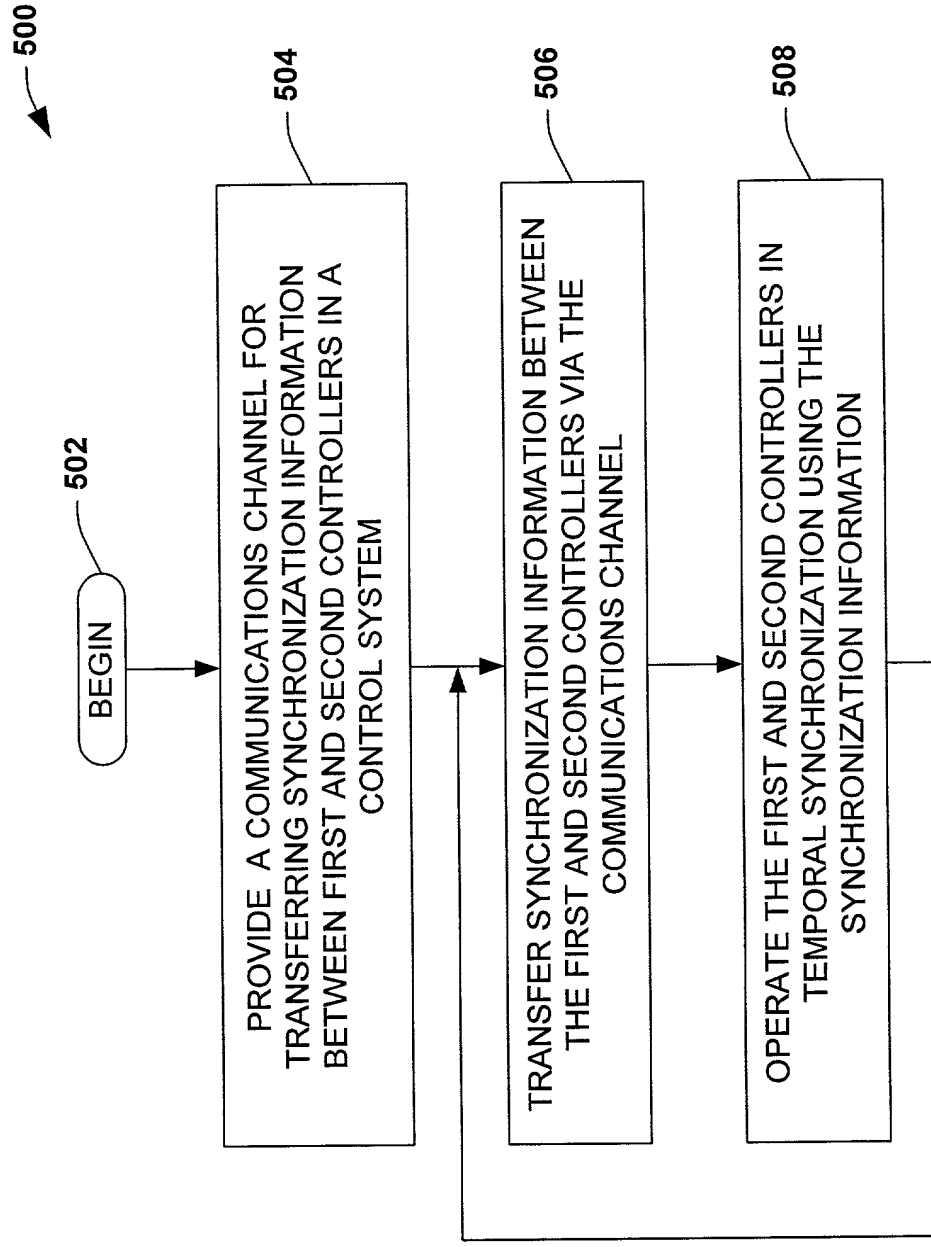 500
502
BEGIN
504
PROVIDE A COMMUNICATIONS CHANNEL FOR
TRANSFERRING SYNCHRONIZATION INFORMATION
BETWEEN FIRST AND SECOND CONTROLLERS IN A
CONTROL SYSTEM
506
TRANSFER SYNCHRONIZATION INFORMATION BETWEEN
THE FIRST AND SECOND CONTROLLERS VIA THE
COMMUNICATIONS CHANNEL
508
OPERATE THE FIRST AND SECOND CONTROLLERS IN
TEMPORAL SYNCHRONIZATION USING THE
SYNCHRONIZATION INFORMATION